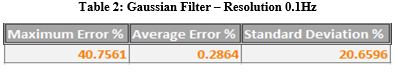 Table 2: Gaussian Filter – Resolution 0.1Hz
Maximum Error % Average Error % Standard Deviation %
40.7561 0.2864 20.6596